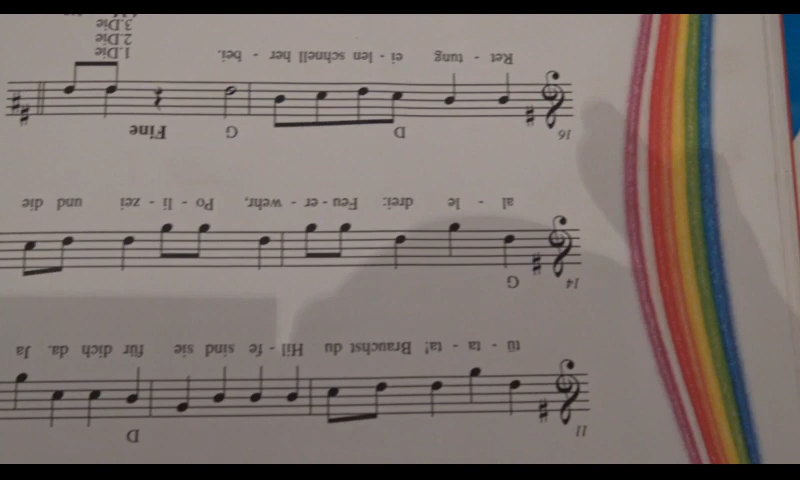 D
11
tü - ta - ta! Brauchst du Hil - fe sind sie für dich da. Ja
G
14
al - le drei: Feu - er - wehr, Po - li - zei und die
16 D G Fine
Ret - tung ei - len schnell her - bei. 1.Die
2.Die
3.Die